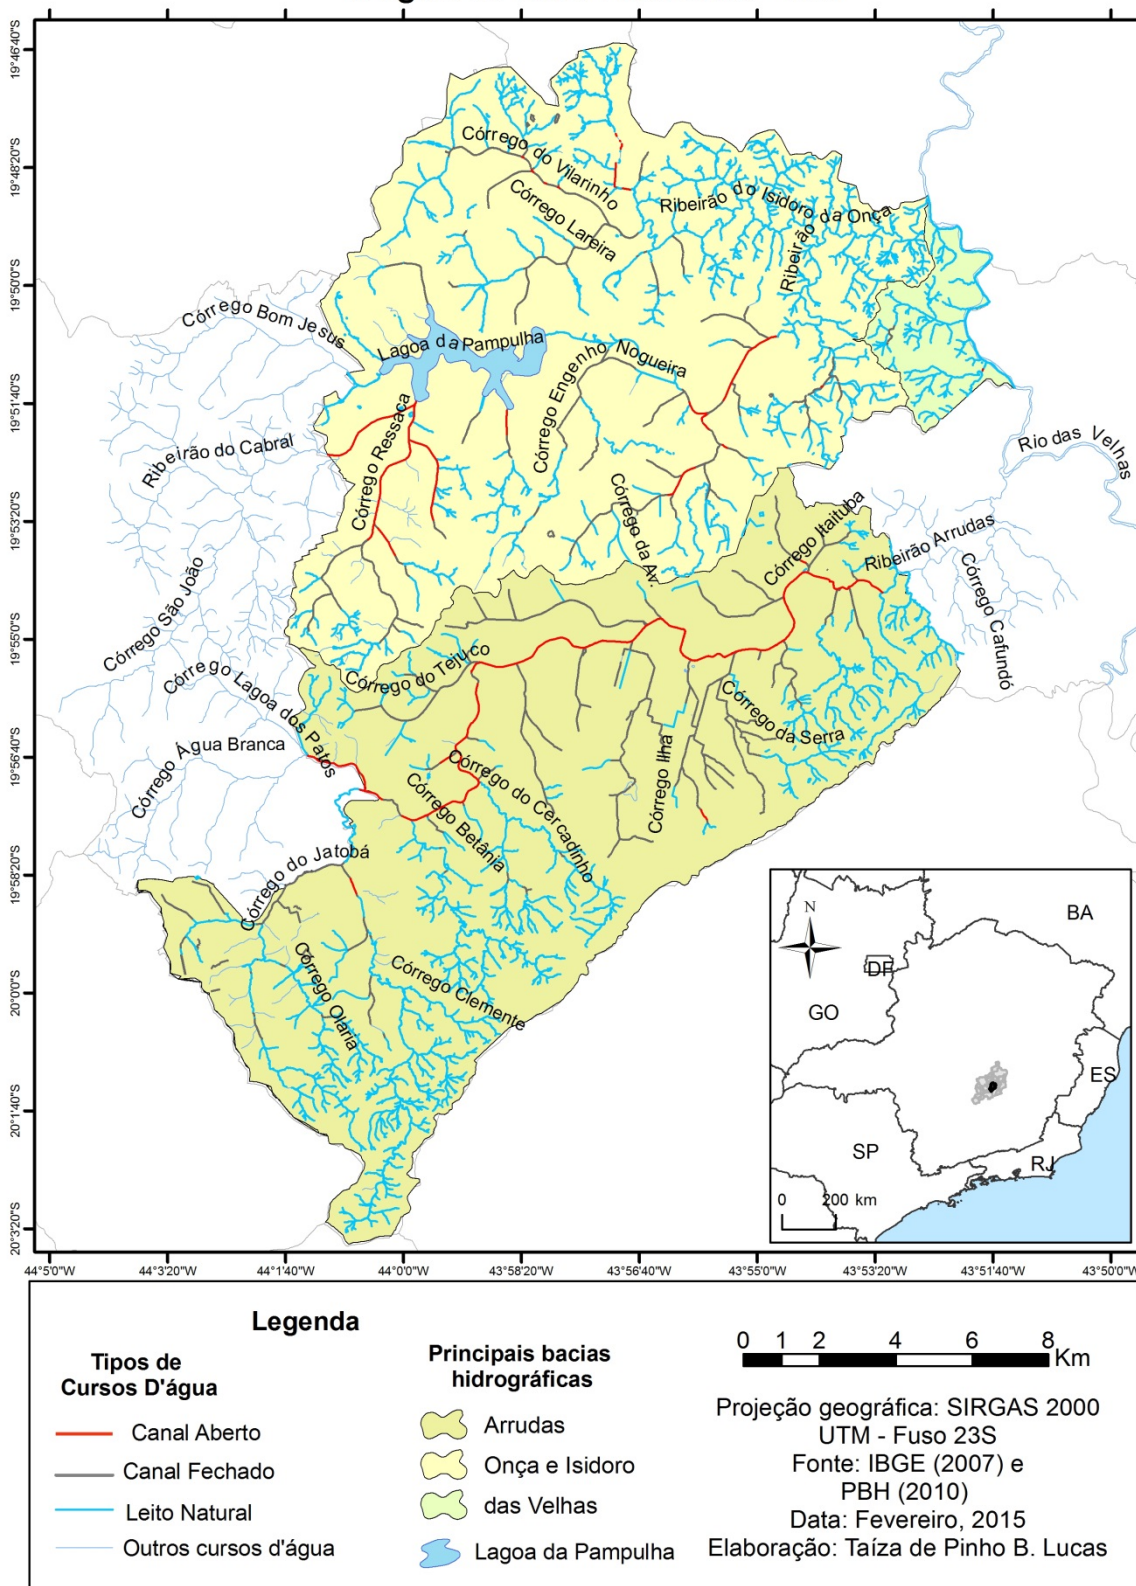 19°46'40"S
19°48'20"S
19°50'0"S
19°51'40"S
19°53'20"S
19°55'0"S
19°56'40"S
19°58'20"S
20°0'0"S
20°1'40"S
20°3'20"S
Córrego do Vilarinho
Córrego Lareira
Ribeirão do Isidoro
Ribeirão da Onça
Córrego Bom Jesus
Lagoa da Pampulha
Córrego Engenho Nogueira
Córrego Ressaca
Ribeirão do Cabral
Rio das Velhas
Córrego da Av.
Córrego Itaituba
Ribeirão Arrudas
Córrego Cafundó
Córrego São João
Córrego do Tejuco
Córrego Lagoa dos Patos
Córrego da Serra
Córrego Água Branca
Córrego Ilha
Córrego do Cercadinho
Córrego Betânia
Córrego do Jatobá
Córrego Olaria
Córrego Clemente
N
BA
DF
GO
ES
SP
RJ
0 200 km
44°5'0"W 44°3'20"W 44°1'40"W 44°0'0"W 43°58'20"W 43°56'40"W 43°55'0"W 43°53'20"W 43°51'40"W 43°50'0"W
Legenda
Tipos de
Cursos D'água
Canal Aberto
Canal Fechado
Leito Natural
Outros cursos d'água
Principais bacias
hidrográficas
Arrudas
Onça e Isidoro
das Velhas
Lagoa da Pampulha
0 1 2 4 6 8
Km
Projeção geográfica: SIRGAS 2000
UTM - Fuso 23S
Fonte: IBGE (2007) e
PBH (2010)
Data: Fevereiro, 2015
Elaboração: Taíza de Pinho B. Lucas